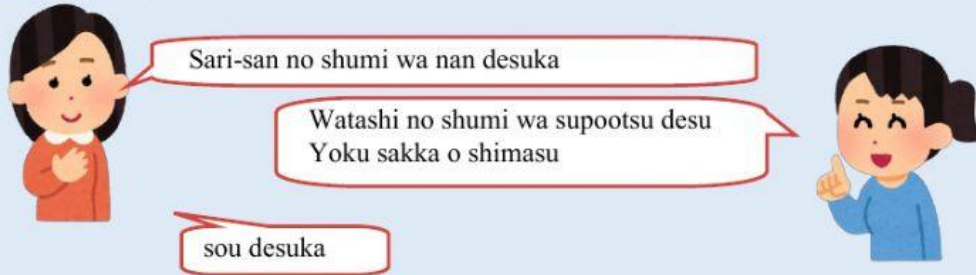 Sari-san no shumi wa nan desuka
Watashi no shumi wa supootsu desu
Yoku sakka o shimasu
sou desuka